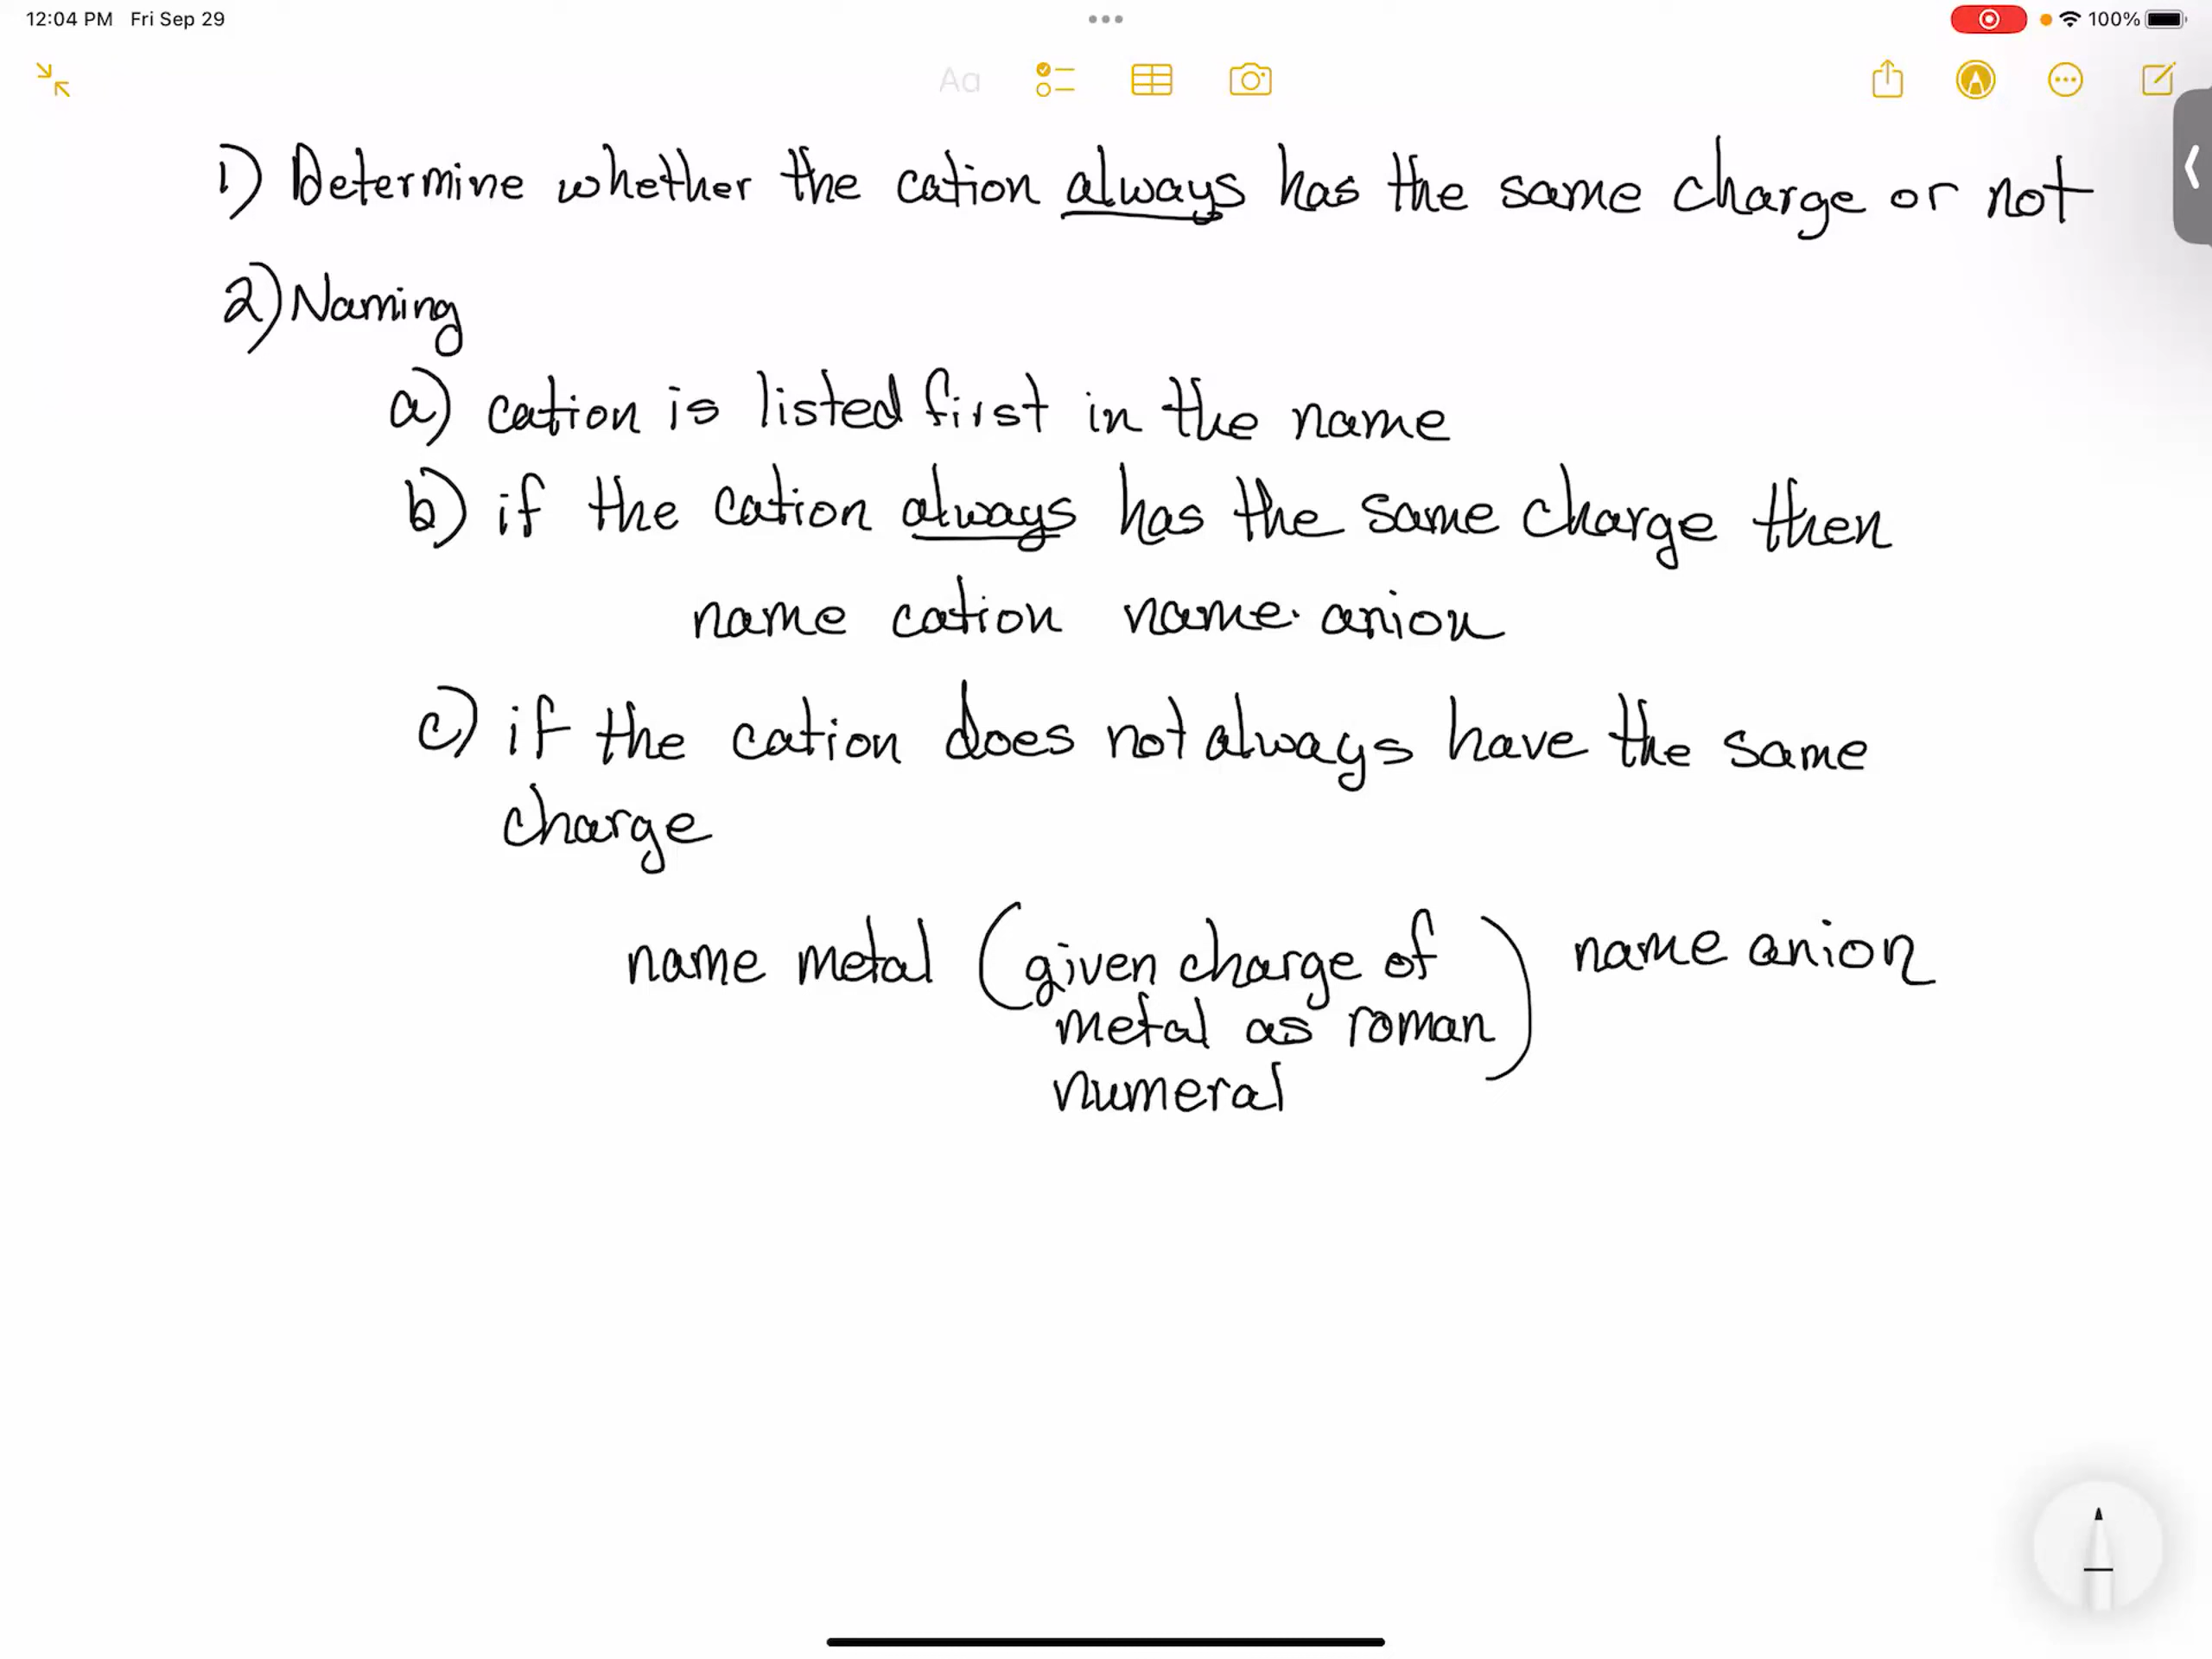 12:04 PM Fri Sep 29
100%
Aa
1) Determine whether the cation always has the same charge or not
2) Naming
a) cation is listed first in the name
b) if the cation always has the same charge then
name cation name anion
c) if the cation does not always have the same
charge
name metal (given charge of
metal as roman
numeral) name anion